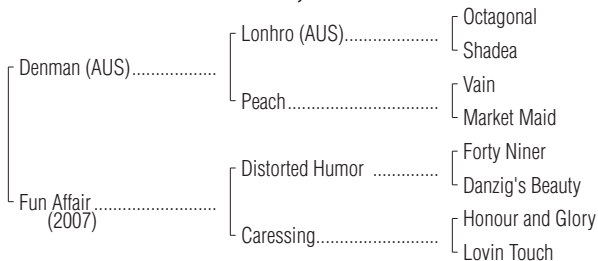 Octagonal
Lonhro (AUS)....................
Shadea
Denman (AUS)..................
Vain
Peach................................
Market Maid
Forty Niner
Distorted Humor ..............
Danzig's Beauty
Fun Affair ..........................
(2007)
Honour and Glory
Caressing..........................
Lovin Touch